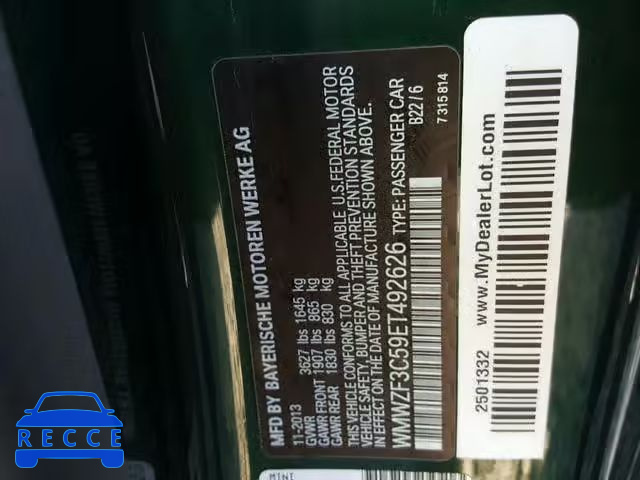 MFD BY BAYERISCHE MOTOREN WERKE AG
11-2013
GVWR 3627 lbs 1645 kg
GAWR FRONT 1907 lbs 865 kg
GAWR REAR 1830 lbs 830 kg
THIS VEHICLE CONFORMS TO ALL APPLICABLE U.S.FEDERAL MOTOR
VEHICLE SAFETY, BUMPER AND THEFT PREVENTION STANDARDS
IN EFFECT ON THE DATE OF MANUFACTURE SHOWN ABOVE.
WMWZF3C59ET492626 TYPE: PASSENGER CAR
B2216
7315814
2501332
www.MyDealerLot.com
MINI
RECCE